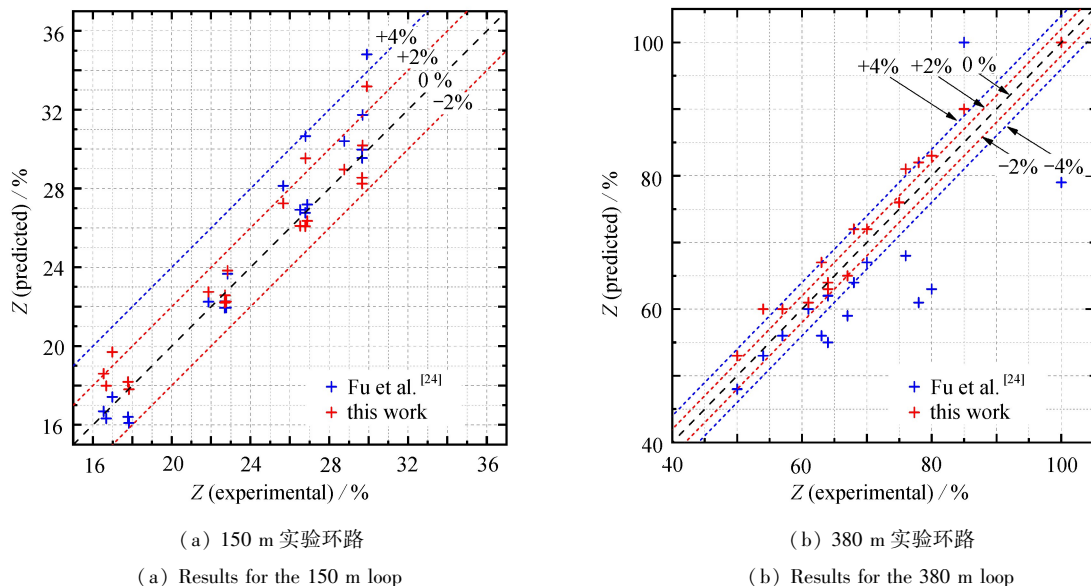 36
32
28
24
20
16
Z (predicted) / %
+4%
+2%
0 %
−2%
Fu et al. [24]
this work
16 20 24 28 32 36
Z (experimental) / %
(a) 150 m 实验环路
(a) Results for the 150 m loop
100
80
60
40
Z (predicted) / %
+4% +2% 0 %
−2% −4%
Fu et al. [24]
this work
40 60 80 100
Z (experimental) / %
(b) 380 m 实验环路
(b) Results for the 380 m loop